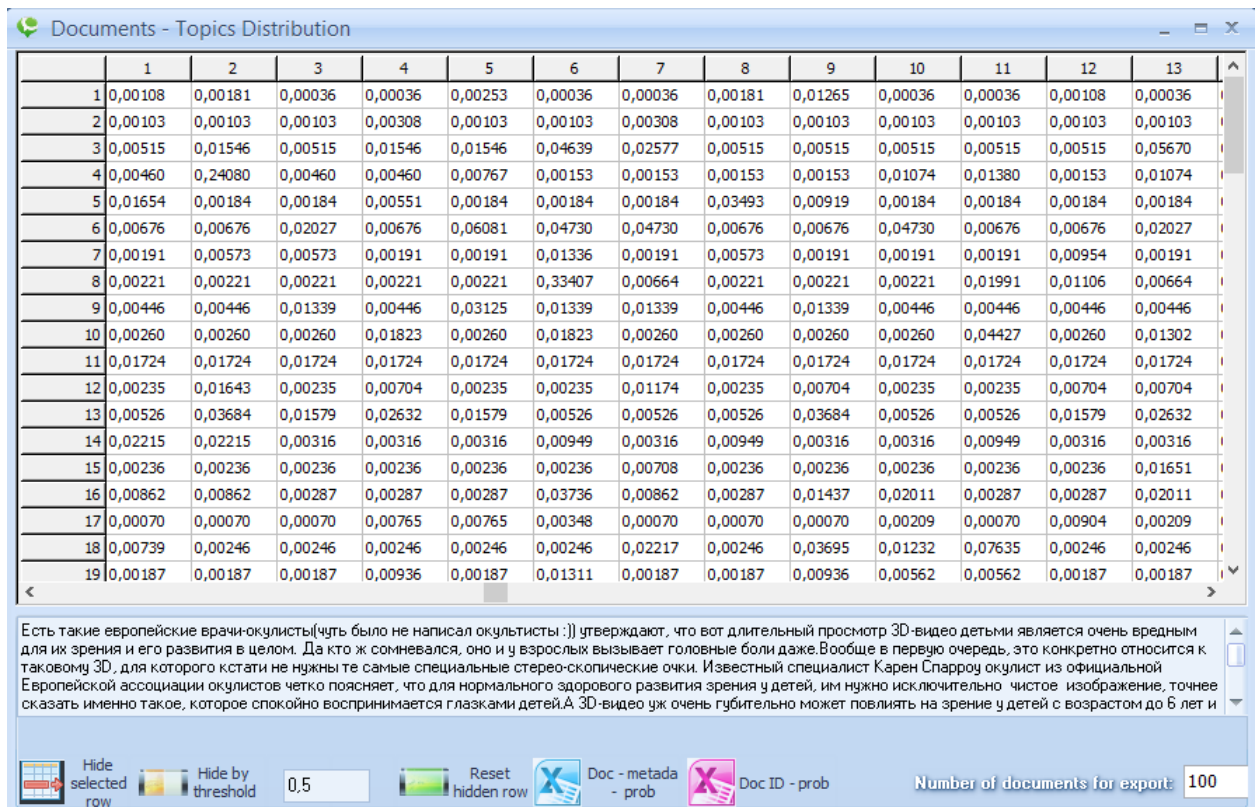 Documents - Topics Distribution
1 2 3 4 5 6 7 8 9 10 11 12 13
1 0,00108 0,00181 0,00036 0,00036 0,00253 0,00036 0,00036 0,00181 0,01265 0,00036 0,00036 0,00108 0,00036
2 0,00103 0,00103 0,00103 0,00308 0,00103 0,00103 0,00308 0,00103 0,00103 0,00103 0,00103 0,00103 0,00103
3 0,00515 0,01546 0,00515 0,01546 0,01546 0,04639 0,02577 0,00515 0,00515 0,00515 0,00515 0,00515 0,05670
4 0,00460 0,24080 0,00460 0,00460 0,00767 0,00153 0,00153 0,00153 0,00153 0,01074 0,01380 0,00153 0,01074
5 0,01654 0,00184 0,00184 0,00551 0,00184 0,00184 0,00184 0,03493 0,00919 0,00184 0,00184 0,00184 0,00184
6 0,00676 0,00676 0,02027 0,00676 0,06081 0,04730 0,04730 0,00676 0,00676 0,04730 0,00676 0,00676 0,02027
7 0,00191 0,00573 0,00573 0,00191 0,00191 0,01336 0,00191 0,00573 0,00191 0,00191 0,00191 0,00954 0,00191
8 0,00221 0,00221 0,00221 0,00221 0,00221 0,33407 0,00664 0,00221 0,00221 0,00221 0,01991 0,01106 0,00664
9 0,00446 0,00446 0,01339 0,00446 0,03125 0,01339 0,01339 0,00446 0,01339 0,00446 0,00446 0,00446 0,00446
10 0,00260 0,00260 0,00260 0,01823 0,00260 0,01823 0,00260 0,00260 0,00260 0,00260 0,04427 0,00260 0,01302
11 0,01724 0,01724 0,01724 0,01724 0,01724 0,01724 0,01724 0,01724 0,01724 0,01724 0,01724 0,01724 0,01724
12 0,00235 0,01643 0,00235 0,00704 0,00235 0,00235 0,01174 0,00235 0,00704 0,00235 0,00235 0,00704 0,00704
13 0,00526 0,03684 0,01579 0,02632 0,01579 0,00526 0,00526 0,00526 0,03684 0,00526 0,00526 0,01579 0,02632
14 0,02215 0,02215 0,00316 0,00316 0,00316 0,00949 0,00316 0,00949 0,00316 0,00316 0,00949 0,00316 0,00316
15 0,00236 0,00236 0,00236 0,00236 0,00236 0,00236 0,00708 0,00236 0,00236 0,00236 0,00236 0,00236 0,01651
16 0,00862 0,00862 0,00287 0,00287 0,00287 0,03736 0,00862 0,00287 0,01437 0,02011 0,00287 0,00287 0,02011
17 0,00070 0,00070 0,00070 0,00765 0,00765 0,00348 0,00070 0,00070 0,00070 0,00209 0,00070 0,00904 0,00209
18 0,00739 0,00246 0,00246 0,00246 0,00246 0,00246 0,02217 0,00246 0,03695 0,01232 0,07635 0,00246 0,00246
19 0,00187 0,00187 0,00187 0,00936 0,00187 0,01311 0,00187 0,00187 0,00936 0,00562 0,00562 0,00187 0,00187
Есть такие европейские врачи-окулисты(чуть было не написал окультисты :)) утверждают, что вот длительный просмотр 3D-видео детьми является очень вредным
для их зрения и его развития в целом. Да кто ж сомневался, оно и у взрослых вызывает головные боли даже.Вообще в первую очередь, это конкретно относится к
таковому 3D, для которого кстати не нужны те самые специальные стерео-скопические очки. Известный специалист Карен Спарроу окулист из официальной
Европейской ассоциации окулистов четко поясняет, что для нормального здорового развития зрения у детей, им нужно исключительно чистое изображение, точнее
сказать именно такое, которое спокойно воспринимается глазками детей.А 3D-видео уж очень губительно может повлиять на зрение у детей с возрастом до 6 лет и
Hide
selected
row
Hide by
threshold
0,5
Reset
hidden row
Doc - metada
- prob
Doc ID - prob
Number of documents for export: 100